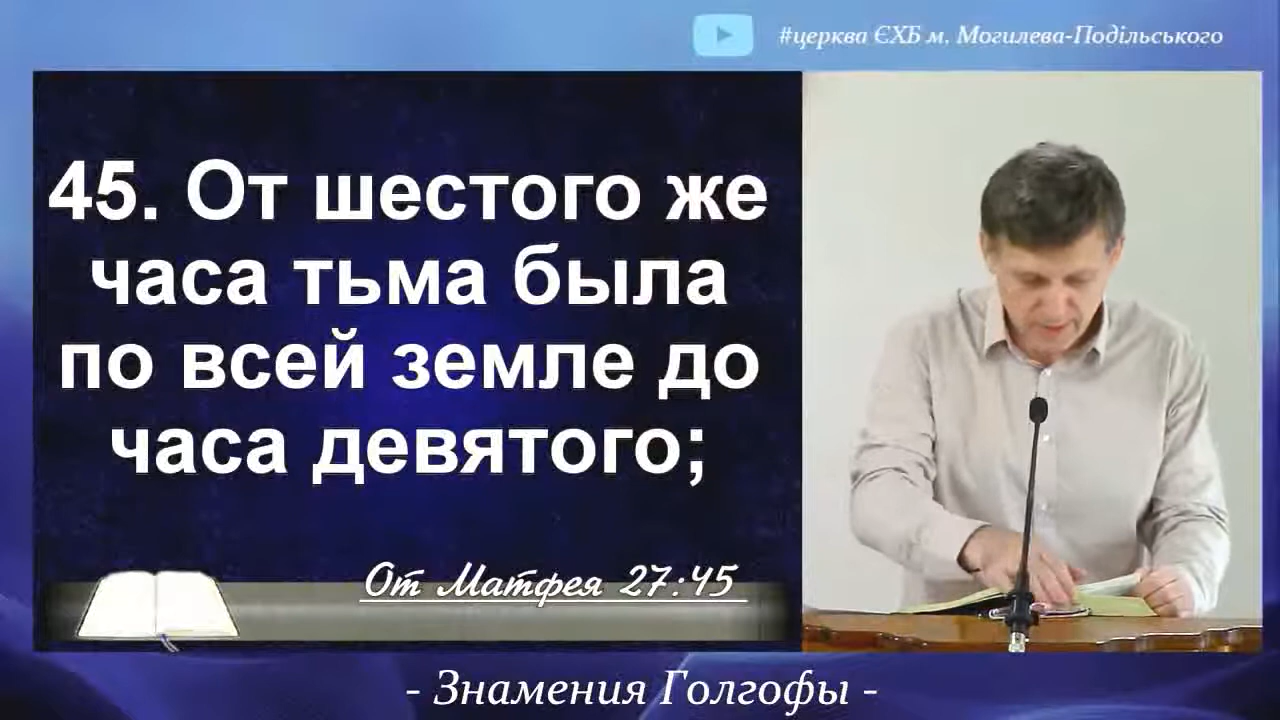 #церква ЄХБ м. Могилева-Подільського
45. От шестого же
часа тьма была
по всей земле до
часа девятого;
От Матфея 27:45
- Знамения Голгофы -